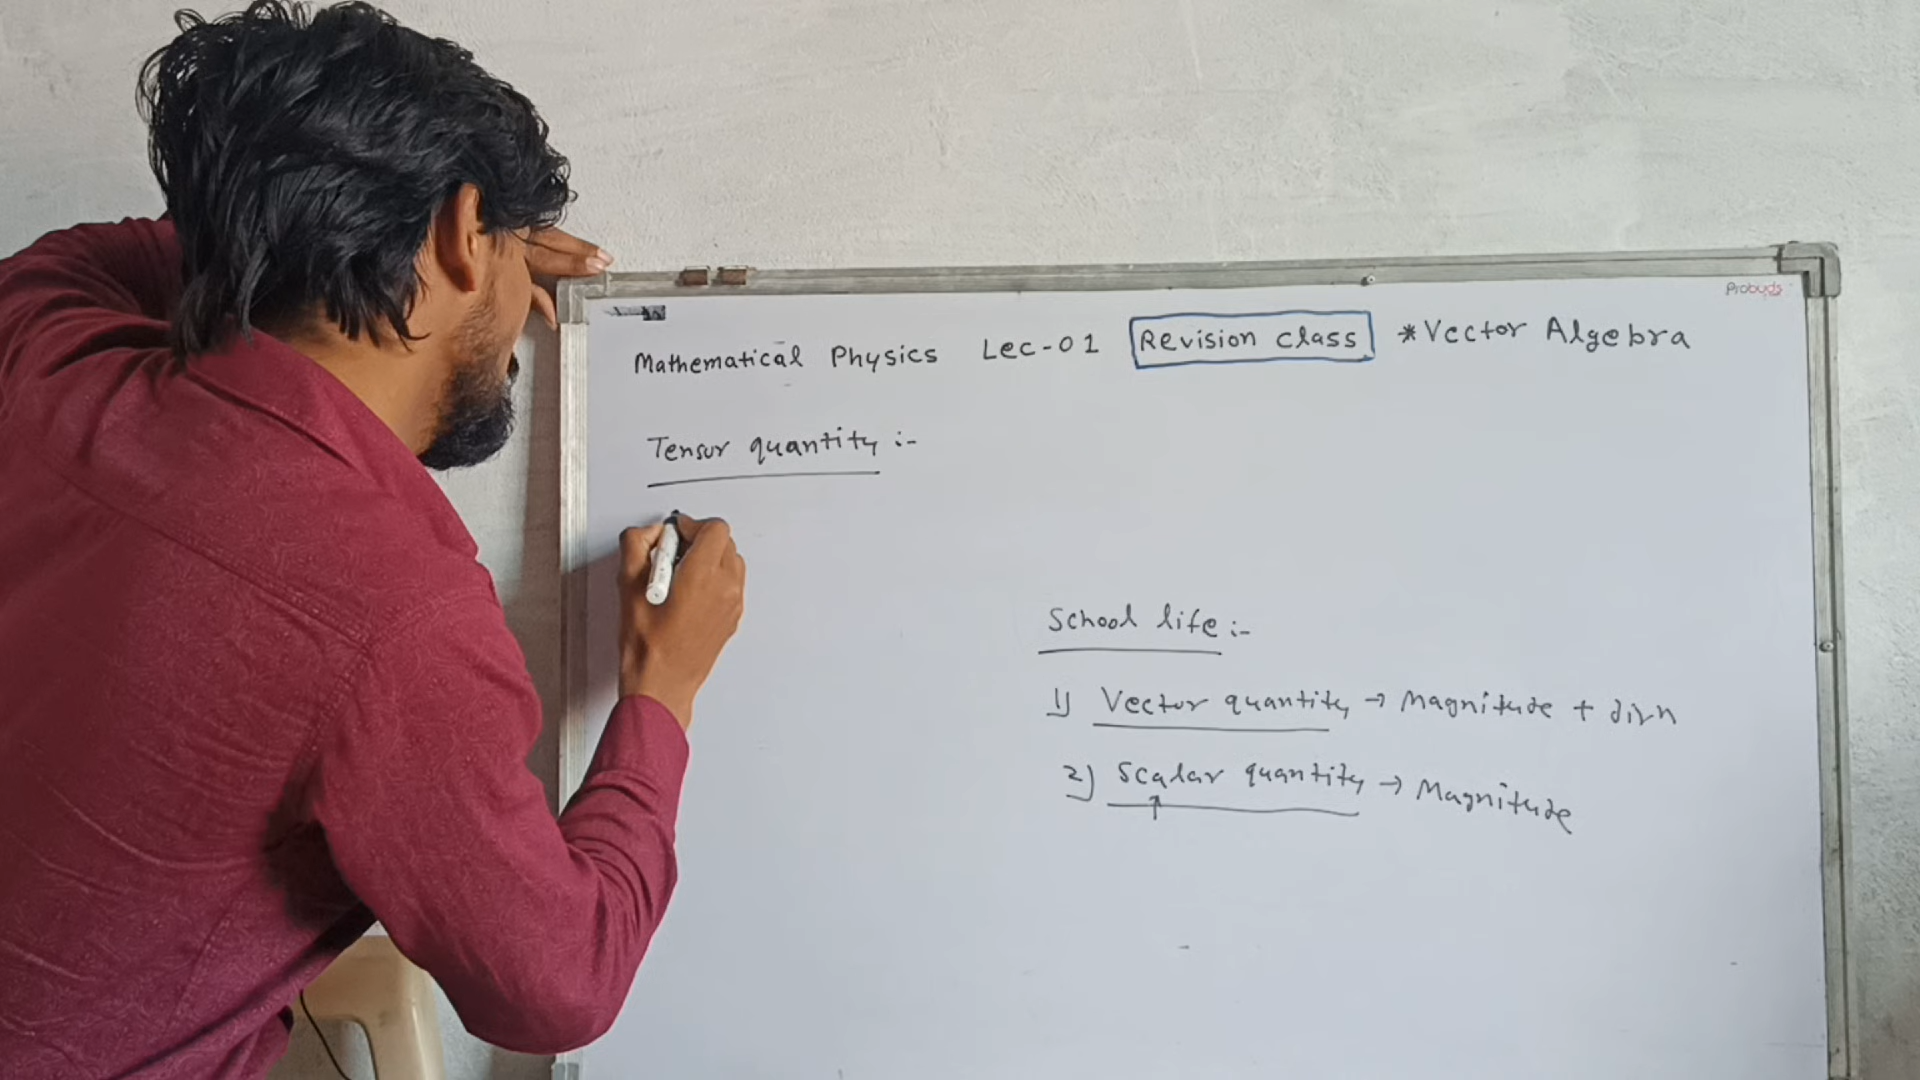 Probuds
Mathematical Physics Lec-01 Revision class *Vector Algebra
Tensor quantity :-
School life :-
1) Vector quantity → Magnitude + dirn
2) Scalar quantity → Magnitude